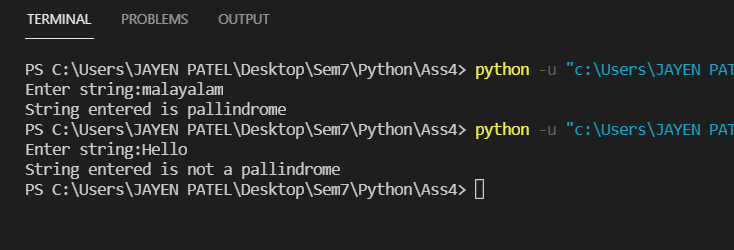 TERMINAL PROBLEMS OUTPUT
PS C:\Users\JAYEN PATEL\Desktop\Sem7\Python\Ass4> python -u "c:\Users\JAYEN PAT
Enter string:malayalam
String entered is pallindrome
PS C:\Users\JAYEN PATEL\Desktop\Sem7\Python\Ass4> python -u "c:\Users\JAYEN PAT
Enter string:Hello
String entered is not a pallindrome
PS C:\Users\JAYEN PATEL\Desktop\Sem7\Python\Ass4>